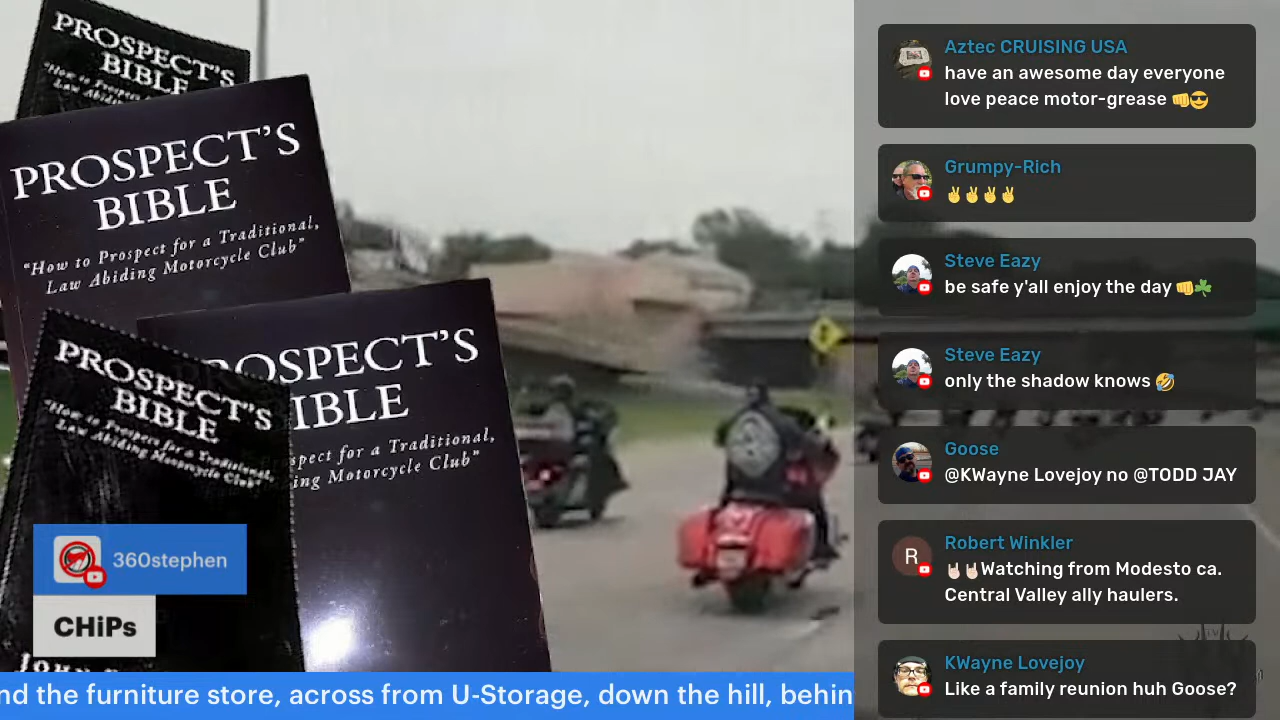 PROSPECT'S
BIBLE
"How to
PROSPECT'S
BIBLE
"How to Prospect for a Traditional,
Law Abiding Motorcycle Club"
ROSPECT'S
IBLE
spect for a Traditional,
ing Motorcycle Club"
PROSPECT'S
BIBLE
"How to Prospect for a Traditional,
Law Abiding Motorcycle Club"
JOHN
360stephen
CHiPs
nd the furniture store, across from U-Storage, down the hill, behin
Aztec CRUISING USA
have an awesome day everyone
love peace motor-grease 👊😎
Grumpy-Rich
✌✌✌✌
Steve Eazy
be safe y'all enjoy the day 👊☘
Steve Eazy
only the shadow knows 🤣
Goose
@KWayne Lovejoy no @TODD JAY
R
Robert Winkler
🤘🏻🤘🏻Watching from Modesto ca.
Central Valley ally haulers.
KWayne Lovejoy
Like a family reunion huh Goose?